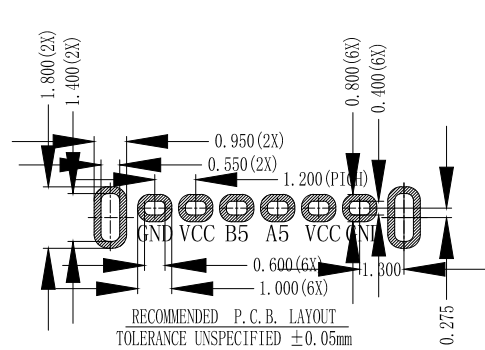 1.800(2X)
1.400(2X)
0.800(6X)
0.400(6X)
0.950(2X)
0.550(2X)
1.200(PICH)
GND VCC B5 A5 VCC GND
0.600(6X)
1.300
1.000(6X)
0.275
RECOMMENDED P.C.B. LAYOUT
TOLERANCE UNSPECIFIED ±0.05mm